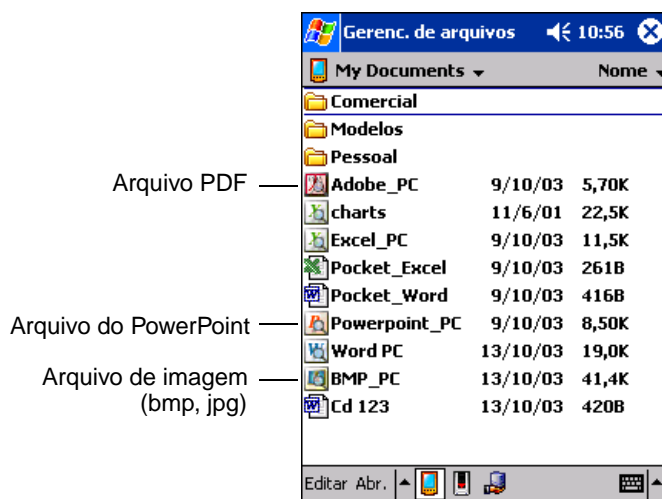 Gerenc. de arquivos 10:56
My Documents Nome
Comercial
Modelos
Pessoal
Arquivo PDF Adobe_PC 9/10/03 5,70K
charts 11/6/01 22,5K
Excel_PC 9/10/03 11,5K
Pocket_Excel 9/10/03 261B
Pocket_Word 9/10/03 416B
Arquivo do PowerPoint Powerpoint_PC 9/10/03 8,50K
Word PC 13/10/03 19,0K
Arquivo de imagem BMP_PC 13/10/03 41,4K
(bmp, jpg) Cd 123 13/10/03 420B
Editar Abr.